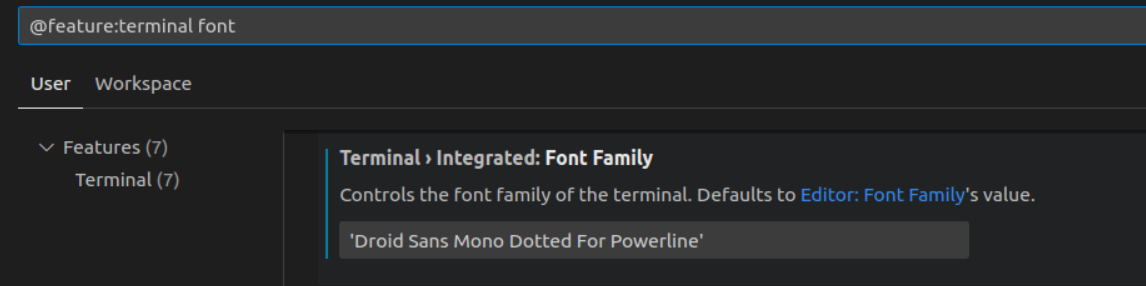 @feature:terminal font
User Workspace
Features (7)
Terminal (7)
Terminal › Integrated: Font Family
Controls the font family of the terminal. Defaults to Editor: Font Family's value.
'Droid Sans Mono Dotted For Powerline'